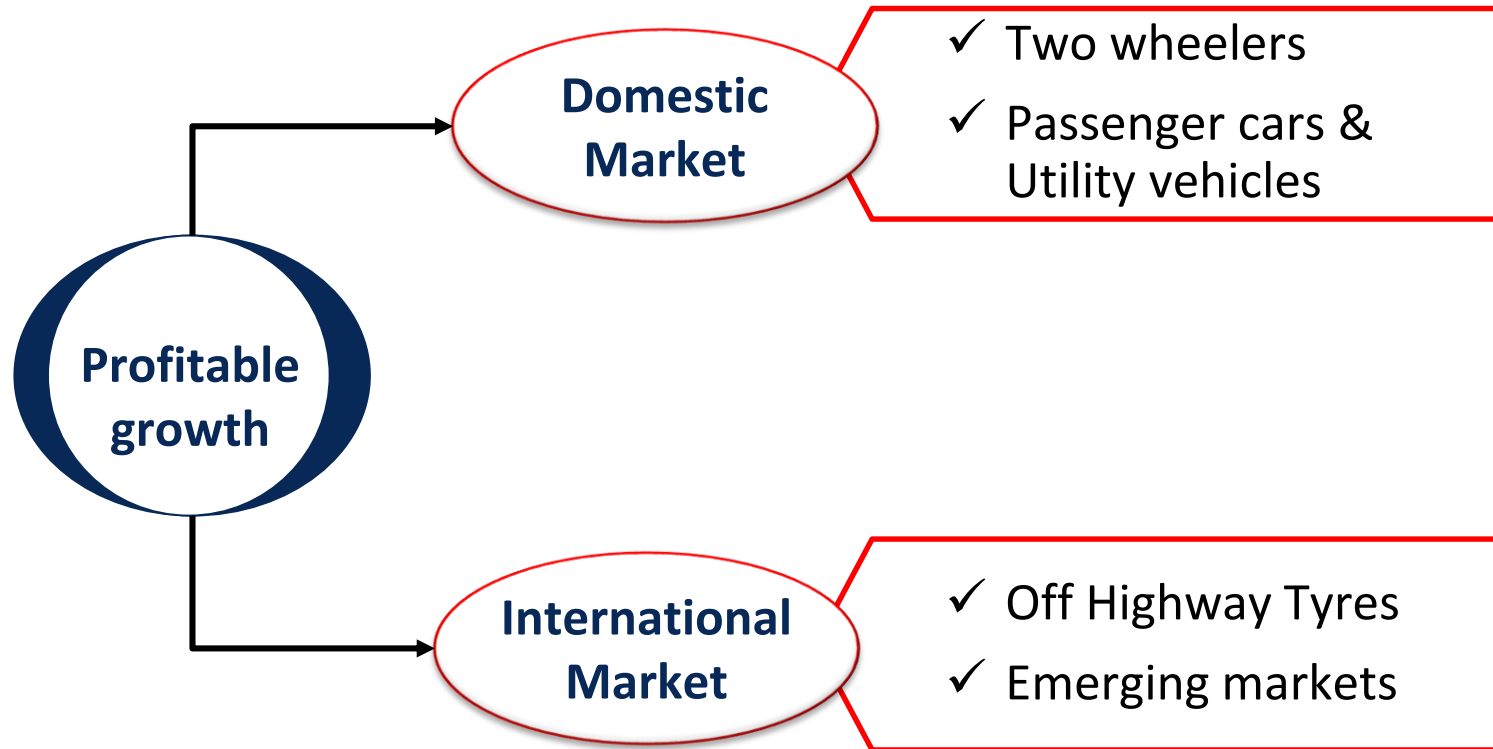 Domestic
Market
✓ Two wheelers
✓ Passenger cars &
Utility vehicles
Profitable
growth
International
Market
✓ Off Highway Tyres
✓ Emerging markets